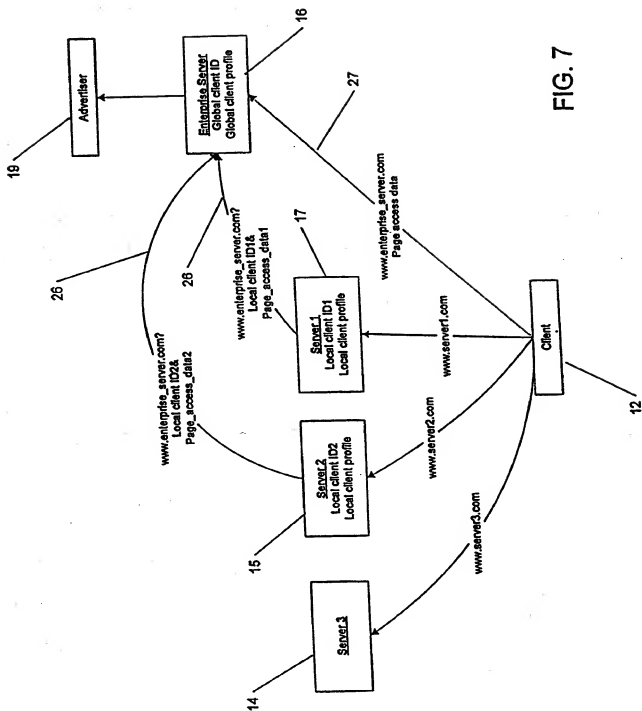 19
Advertiser
Enterprise Server
Global client ID
Global client profile
16
26
www.enterprise_server.com?
Local client ID2&
Page_access_data2
26
www.enterprise_server.com?
Local client ID1&
Page_access_data1
17
www.enterprise_server.com
Page access data
27
Server 3
14
Server 2
Local client ID2
Local client profile
15
Server 1
Local client ID1
Local client profile
www.server3.com
www.server2.com
www.server1.com
Client
12
FIG. 7